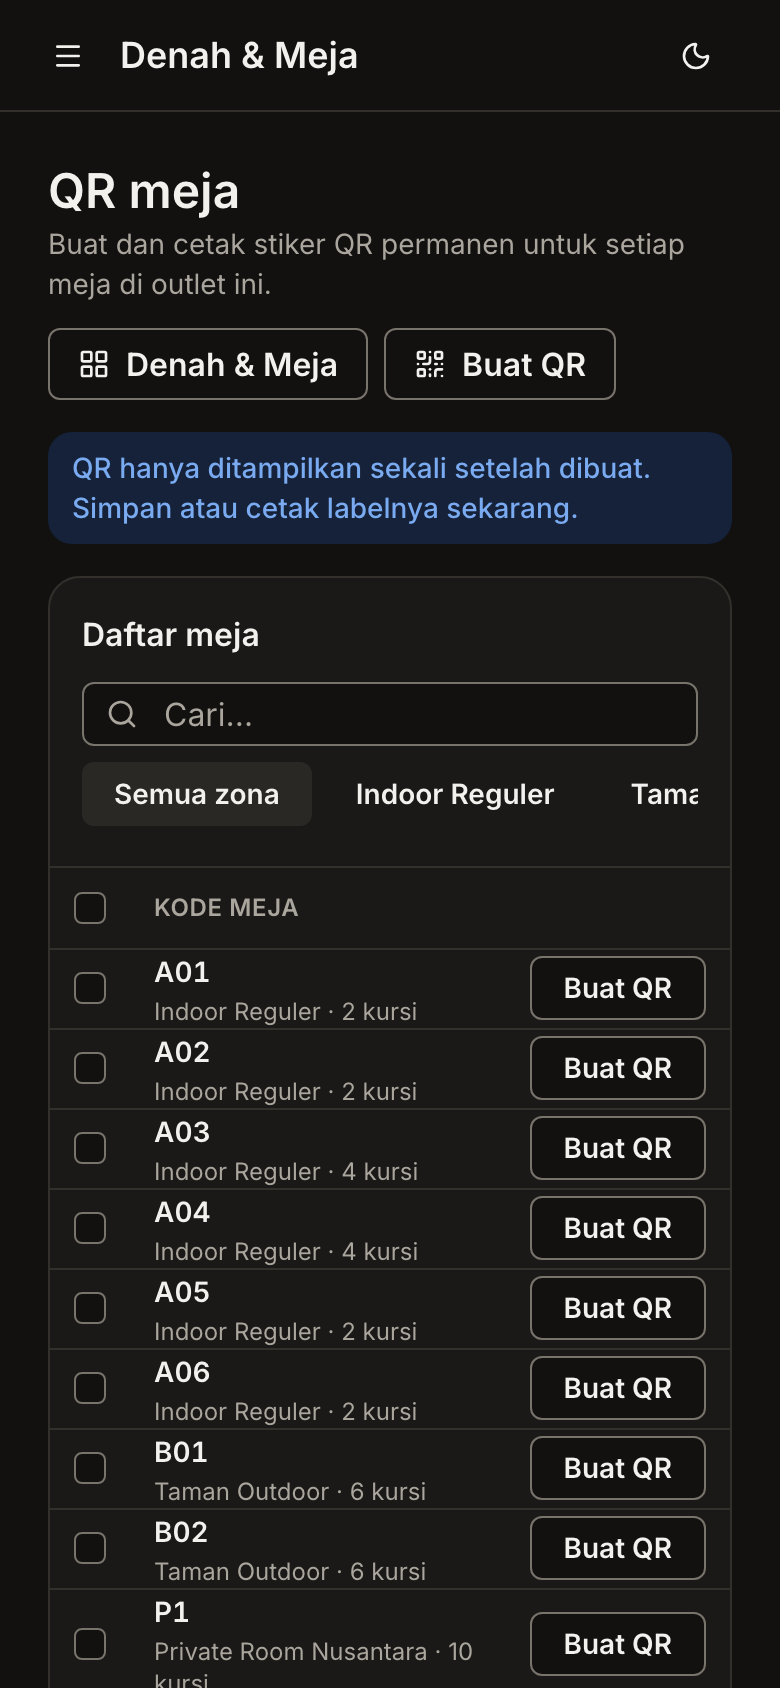 Denah & Meja
QR meja
Buat dan cetak stiker QR permanen untuk setiap
meja di outlet ini.
Denah & Meja
Buat QR
QR hanya ditampilkan sekali setelah dibuat.
Simpan atau cetak labelnya sekarang.
Daftar meja
Cari...
Semua zona
Indoor Reguler
Tama
KODE MEJA
A01
Indoor Reguler · 2 kursi
Buat QR
A02
Indoor Reguler · 2 kursi
Buat QR
A03
Indoor Reguler · 4 kursi
Buat QR
A04
Indoor Reguler · 4 kursi
Buat QR
A05
Indoor Reguler · 2 kursi
Buat QR
A06
Indoor Reguler · 2 kursi
Buat QR
B01
Taman Outdoor · 6 kursi
Buat QR
B02
Taman Outdoor · 6 kursi
Buat QR
P1
Private Room Nusantara · 10
kursi
Buat QR